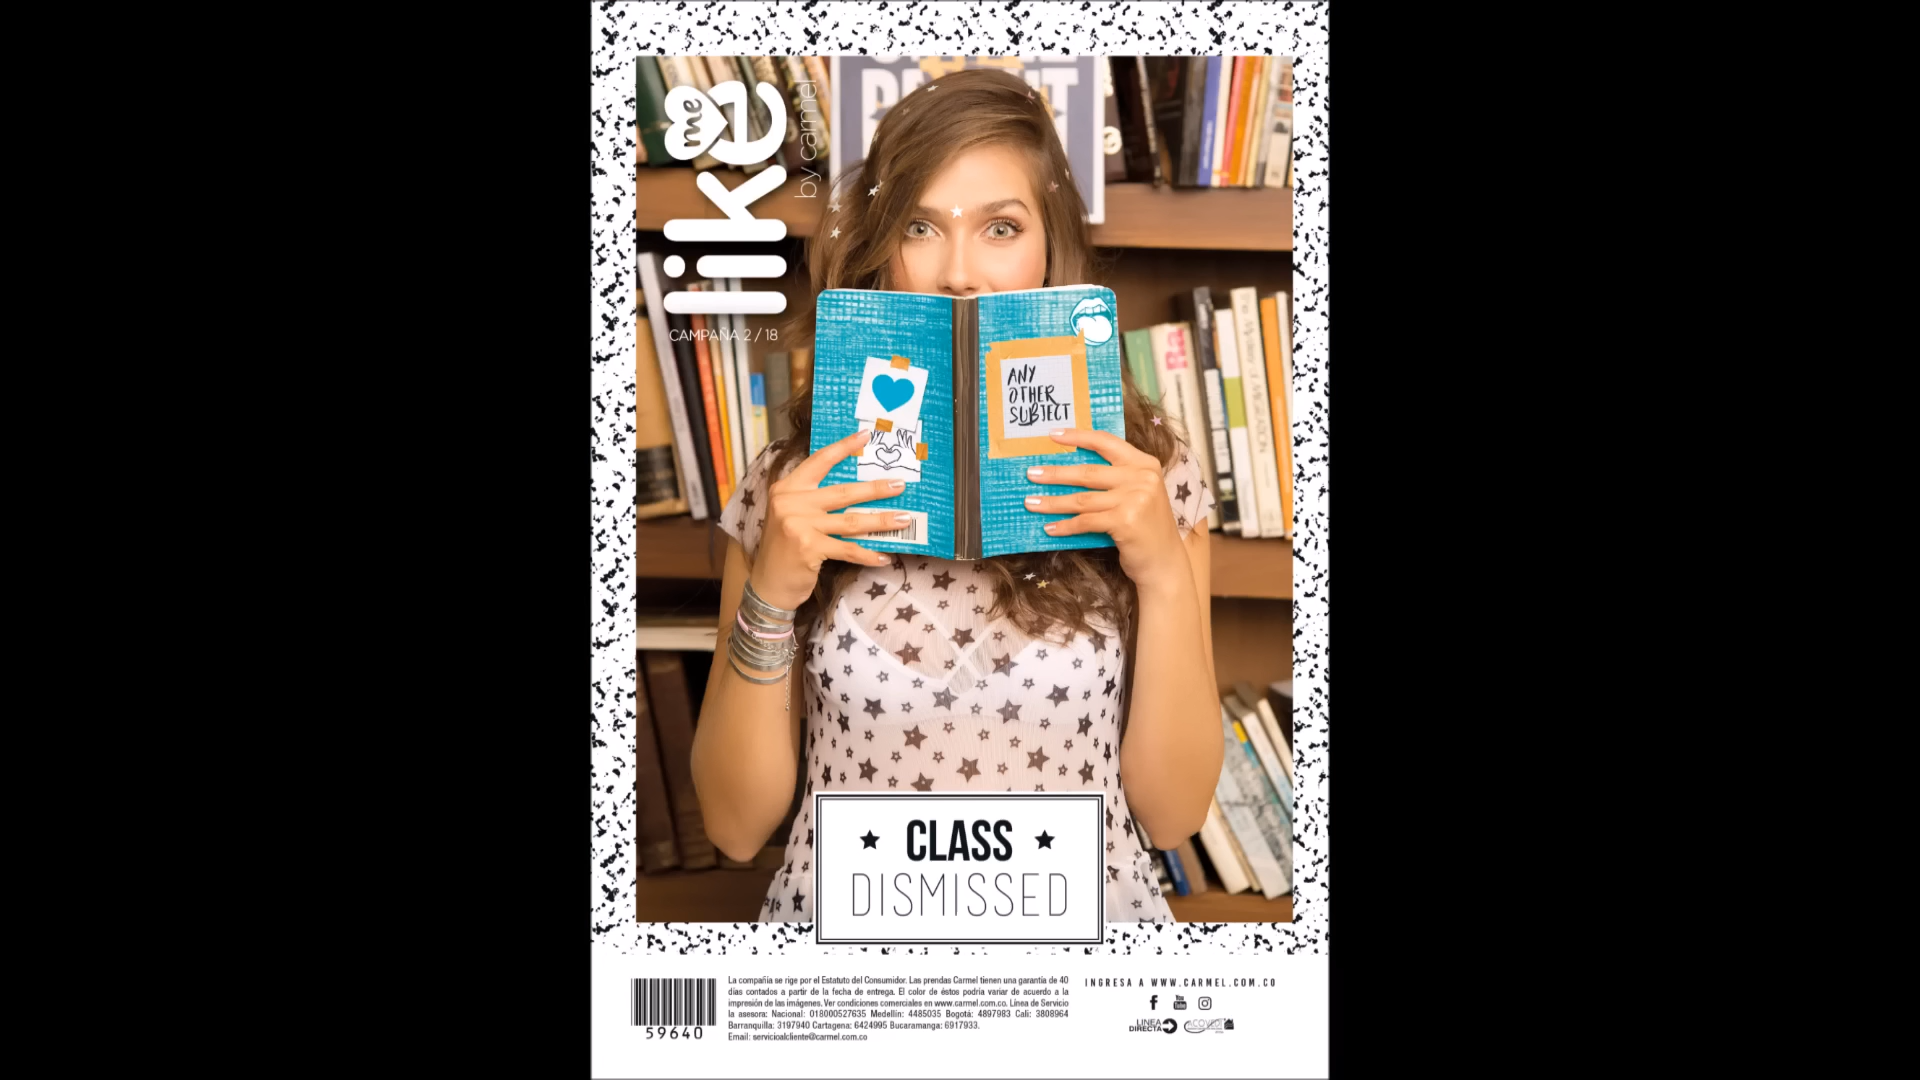 like
me
by carmel
CAMPAÑA 2 / 18
ANY
OTHER
SUBJECT
★ CLASS ★
DISMISSED
59640
La compañía se rige por el Estatuto del Consumidor. Las prendas Carmel tienen una garantía de 40
días contados a partir de la fecha de entrega. El color de éstos podría variar de acuerdo a la
impresión de las imágenes. Ver condiciones comerciales en www.carmel.com.co. Línea de Servicio
la asesora: Nacional: 018000527635 Medellín: 4485035 Bogotá: 4897983 Cali: 3808964
Barranquilla: 3197940 Cartagena: 6424995 Bucaramanga: 6917933.
Email: servicioalcliente@carmel.com.co
INGRESA A WWW.CARMEL.COM.CO
You
Tube
LINEA
DIRECTA